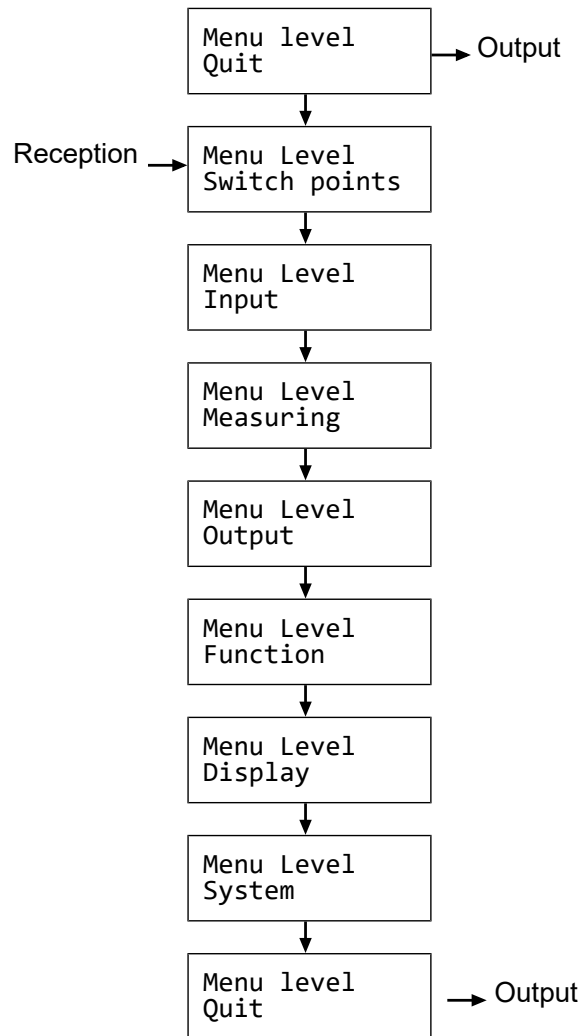 Menu level
Quit
Output
Reception
Menu Level
Switch points
Menu Level
Input
Menu Level
Measuring
Menu Level
Output
Menu Level
Function
Menu Level
Display
Menu Level
System
Menu level
Quit
Output